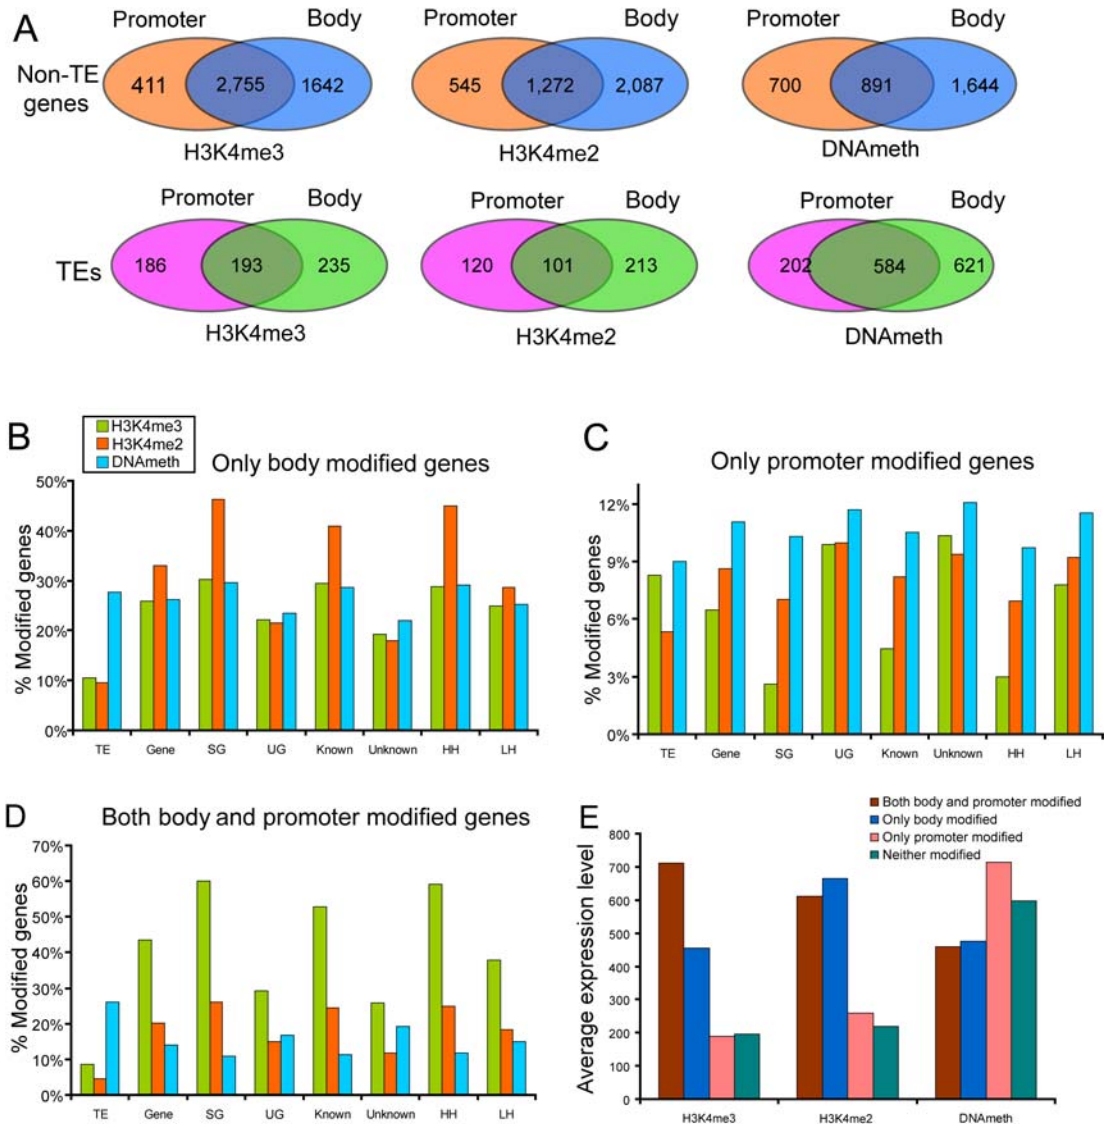 A
Promoter Body Promoter Body Promoter Body
Non-TE genes
411 2,755 1642 545 1,272 2,087 700 891 1,644
H3K4me3 H3K4me2 DNAmeth
Promoter Body Promoter Body Promoter Body
TEs
186 193 235 120 101 213 202 584 621
H3K4me3 H3K4me2 DNAmeth
B
H3K4me3
H3K4me2
DNAmeth
Only body modified genes
% Modified genes
50%
40%
30%
20%
10%
0%
TE Gene SG UG Known Unknown HH LH
C
Only promoter modified genes
% Modified genes
12%
9%
6%
3%
0%
TE Gene SG UG Known Unknown HH LH
D
Both body and promoter modified genes
% Modified genes
70%
60%
50%
40%
30%
20%
10%
0%
TE Gene SG UG Known Unknown HH LH
E
Both body and promoter modified
Only body modified
Only promoter modified
Neither modified
Average expression level
800
700
600
500
400
300
200
100
0
H3K4me3 H3K4me2 DNAmeth